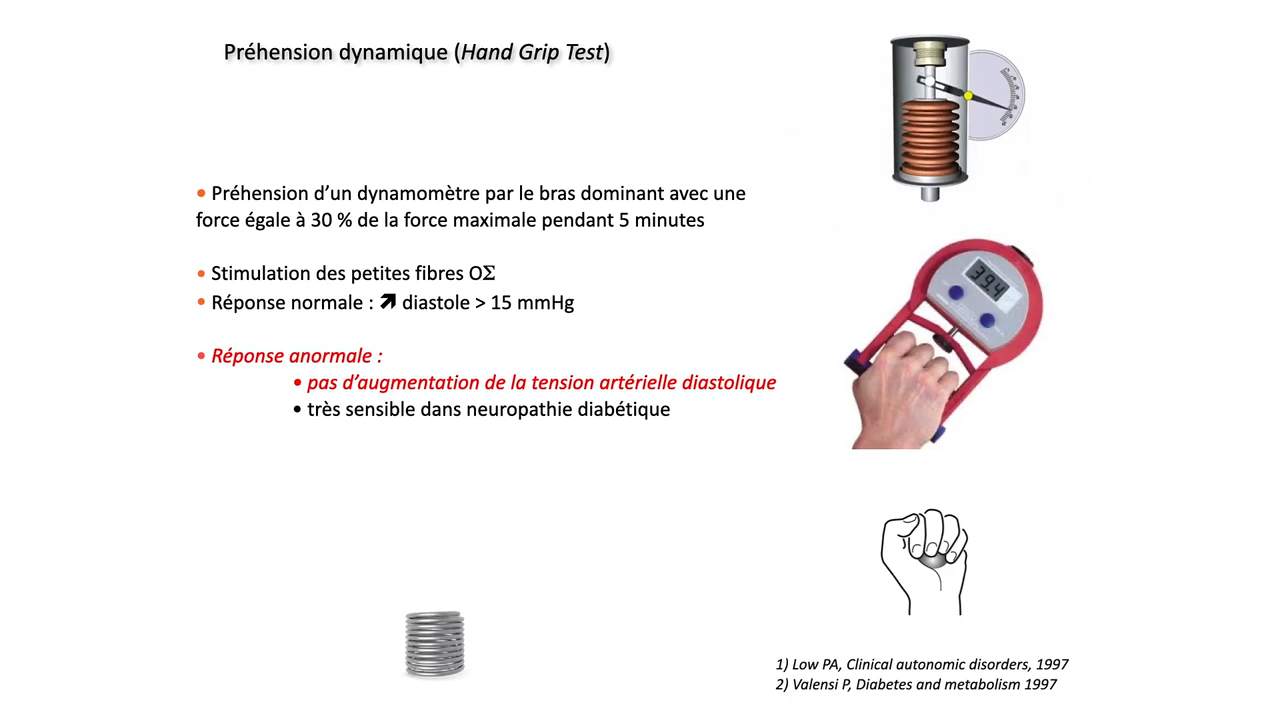 Préhension dynamique (Hand Grip Test)
• Préhension d’un dynamomètre par le bras dominant avec une
force égale à 30 % de la force maximale pendant 5 minutes
• Stimulation des petites fibres OΣ
• Réponse normale : 🡽 diastole > 15 mmHg
• Réponse anormale :
• pas d’augmentation de la tension artérielle diastolique
• très sensible dans neuropathie diabétique
39.4
1) Low PA, Clinical autonomic disorders, 1997
2) Valensi P, Diabetes and metabolism 1997